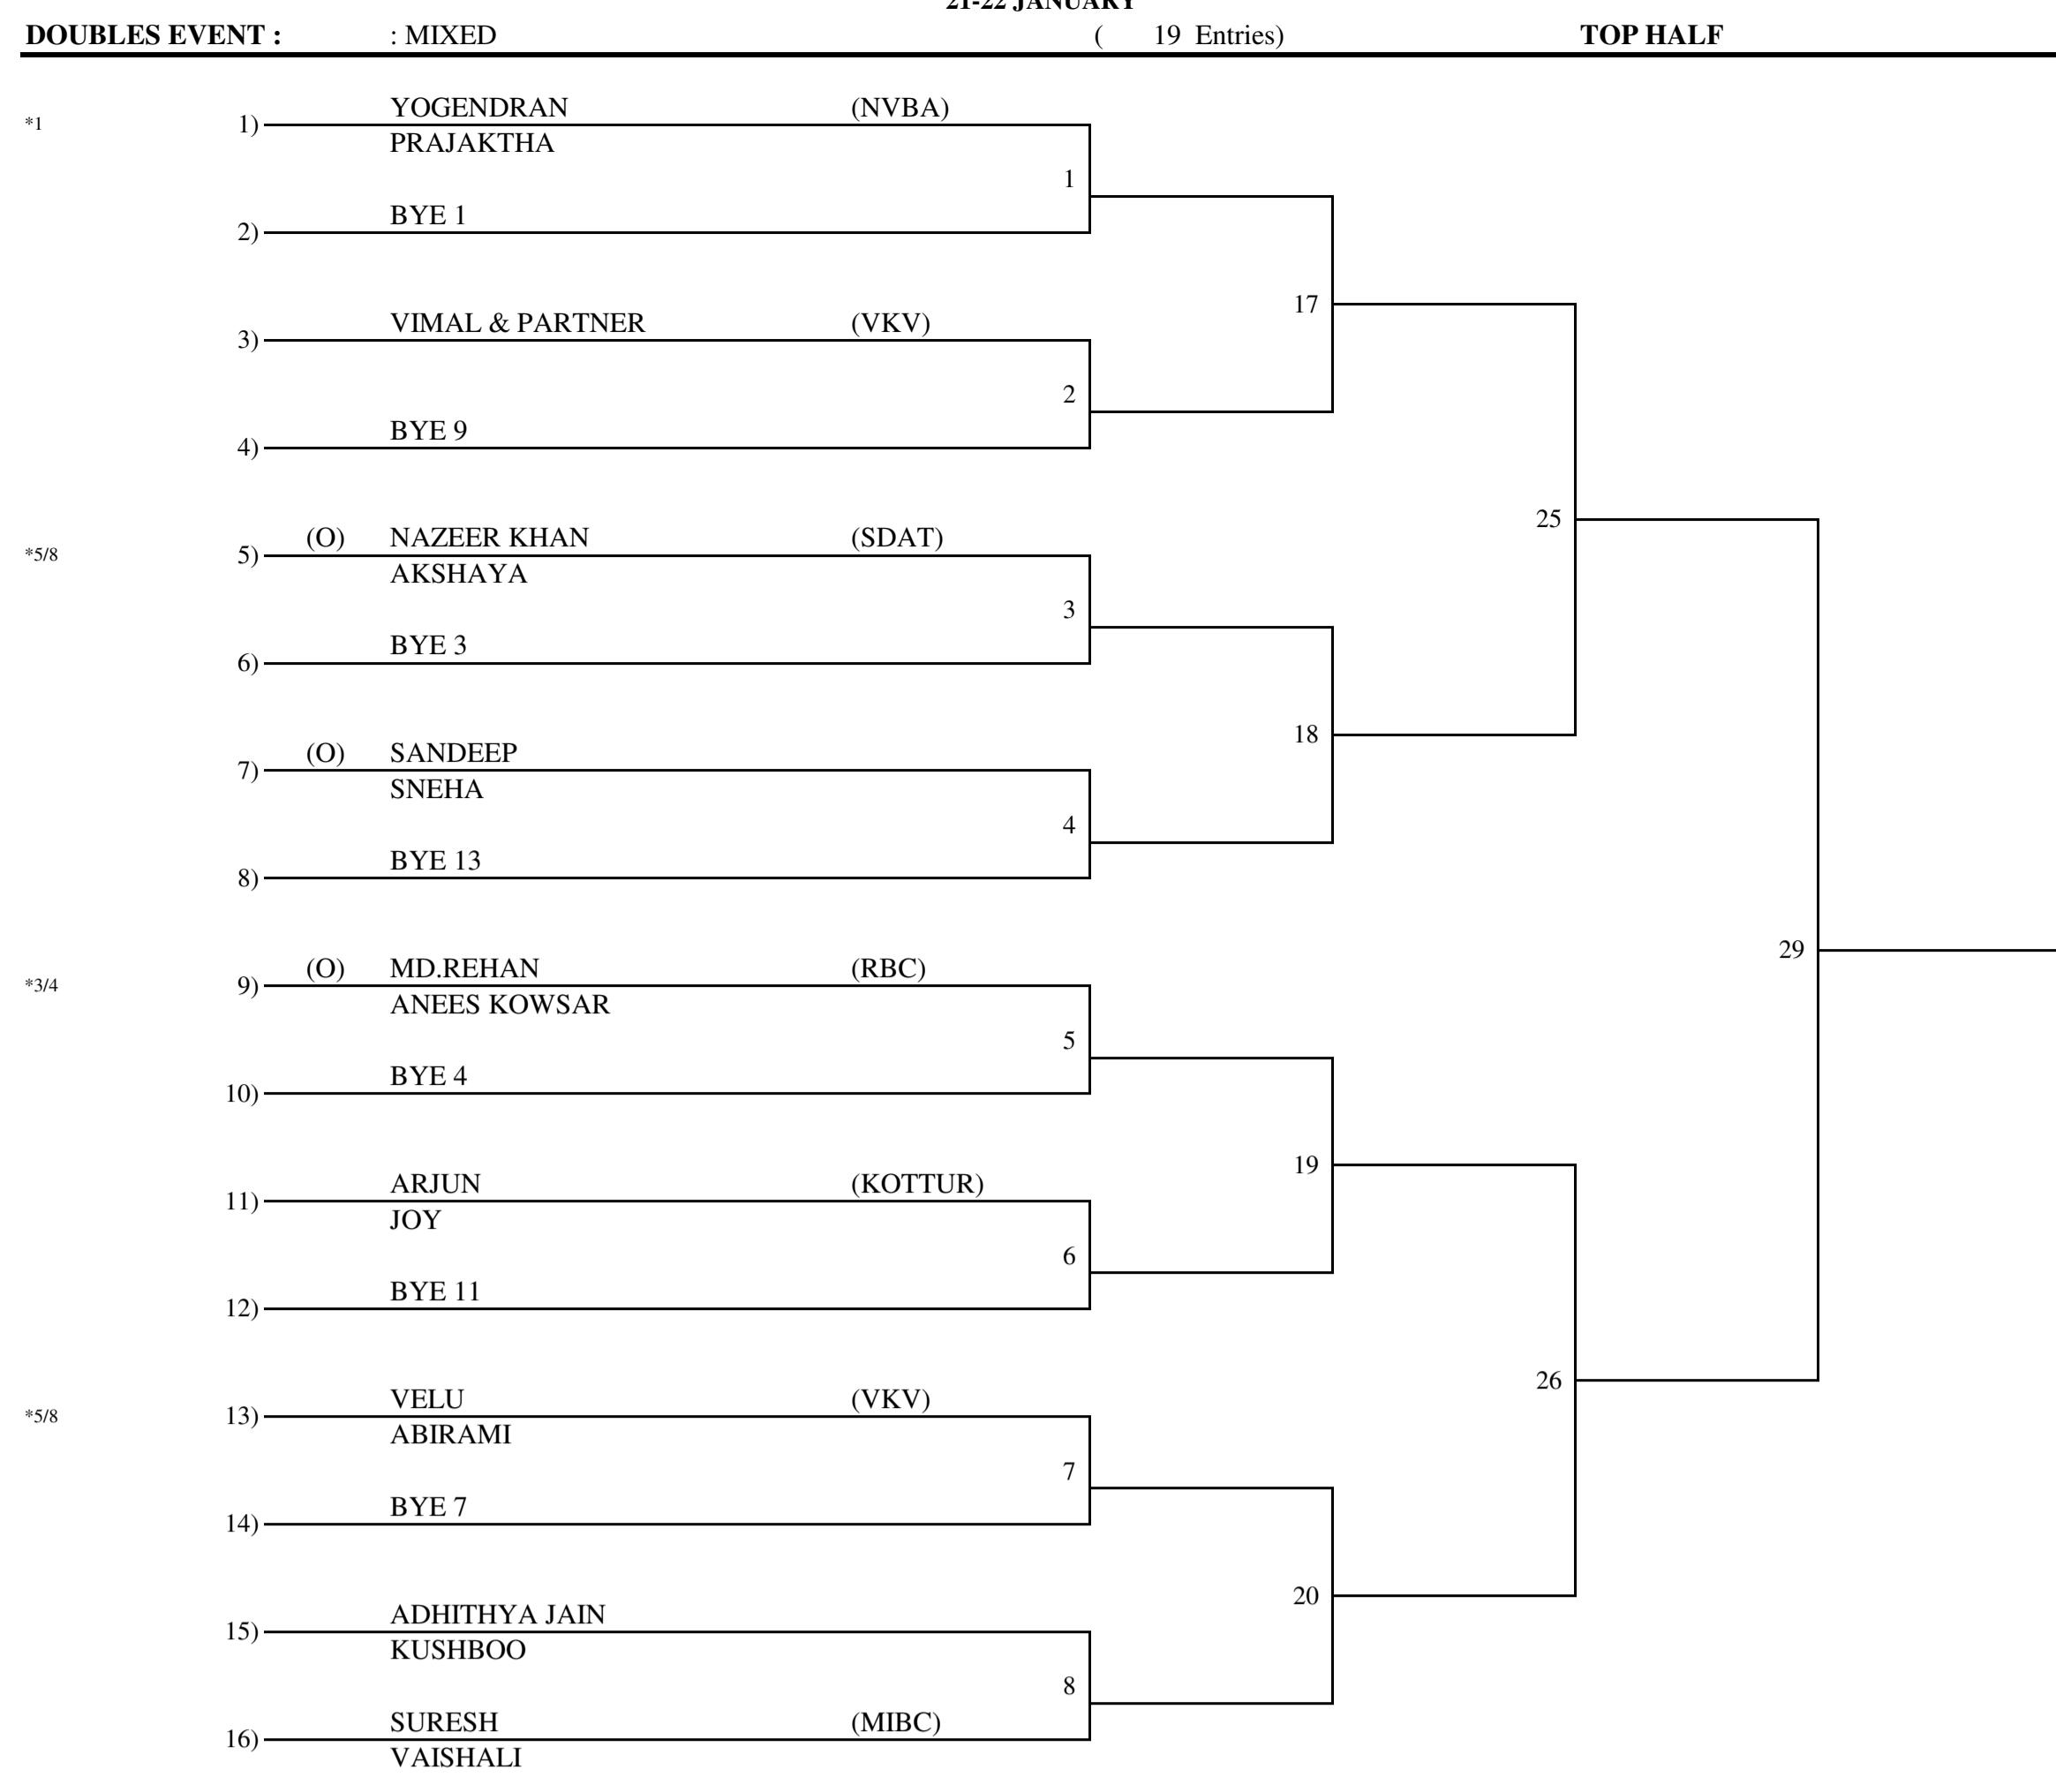 21-22 JANUARY
DOUBLES EVENT : : MIXED ( 19 Entries) TOP HALF
YOGENDRAN (NVBA)
*1 1)
PRAJAKTHA
1
BYE 1
2)
17
VIMAL & PARTNER (VKV)
3)
2
BYE 9
4)
25
(O) NAZEER KHAN (SDAT)
*5/8 5)
AKSHAYA
3
BYE 3
6)
18
(O) SANDEEP
7)
SNEHA
4
BYE 13
8)
29
(O) MD.REHAN (RBC)
*3/4 9)
ANEES KOWSAR
5
BYE 4
10)
19
ARJUN (KOTTUR)
11)
JOY
6
BYE 11
12)
26
VELU (VKV)
*5/8 13)
ABIRAMI
7
BYE 7
14)
20
ADHITHYA JAIN
15)
KUSHBOO
8
SURESH (MIBC)
16)
VAISHALI